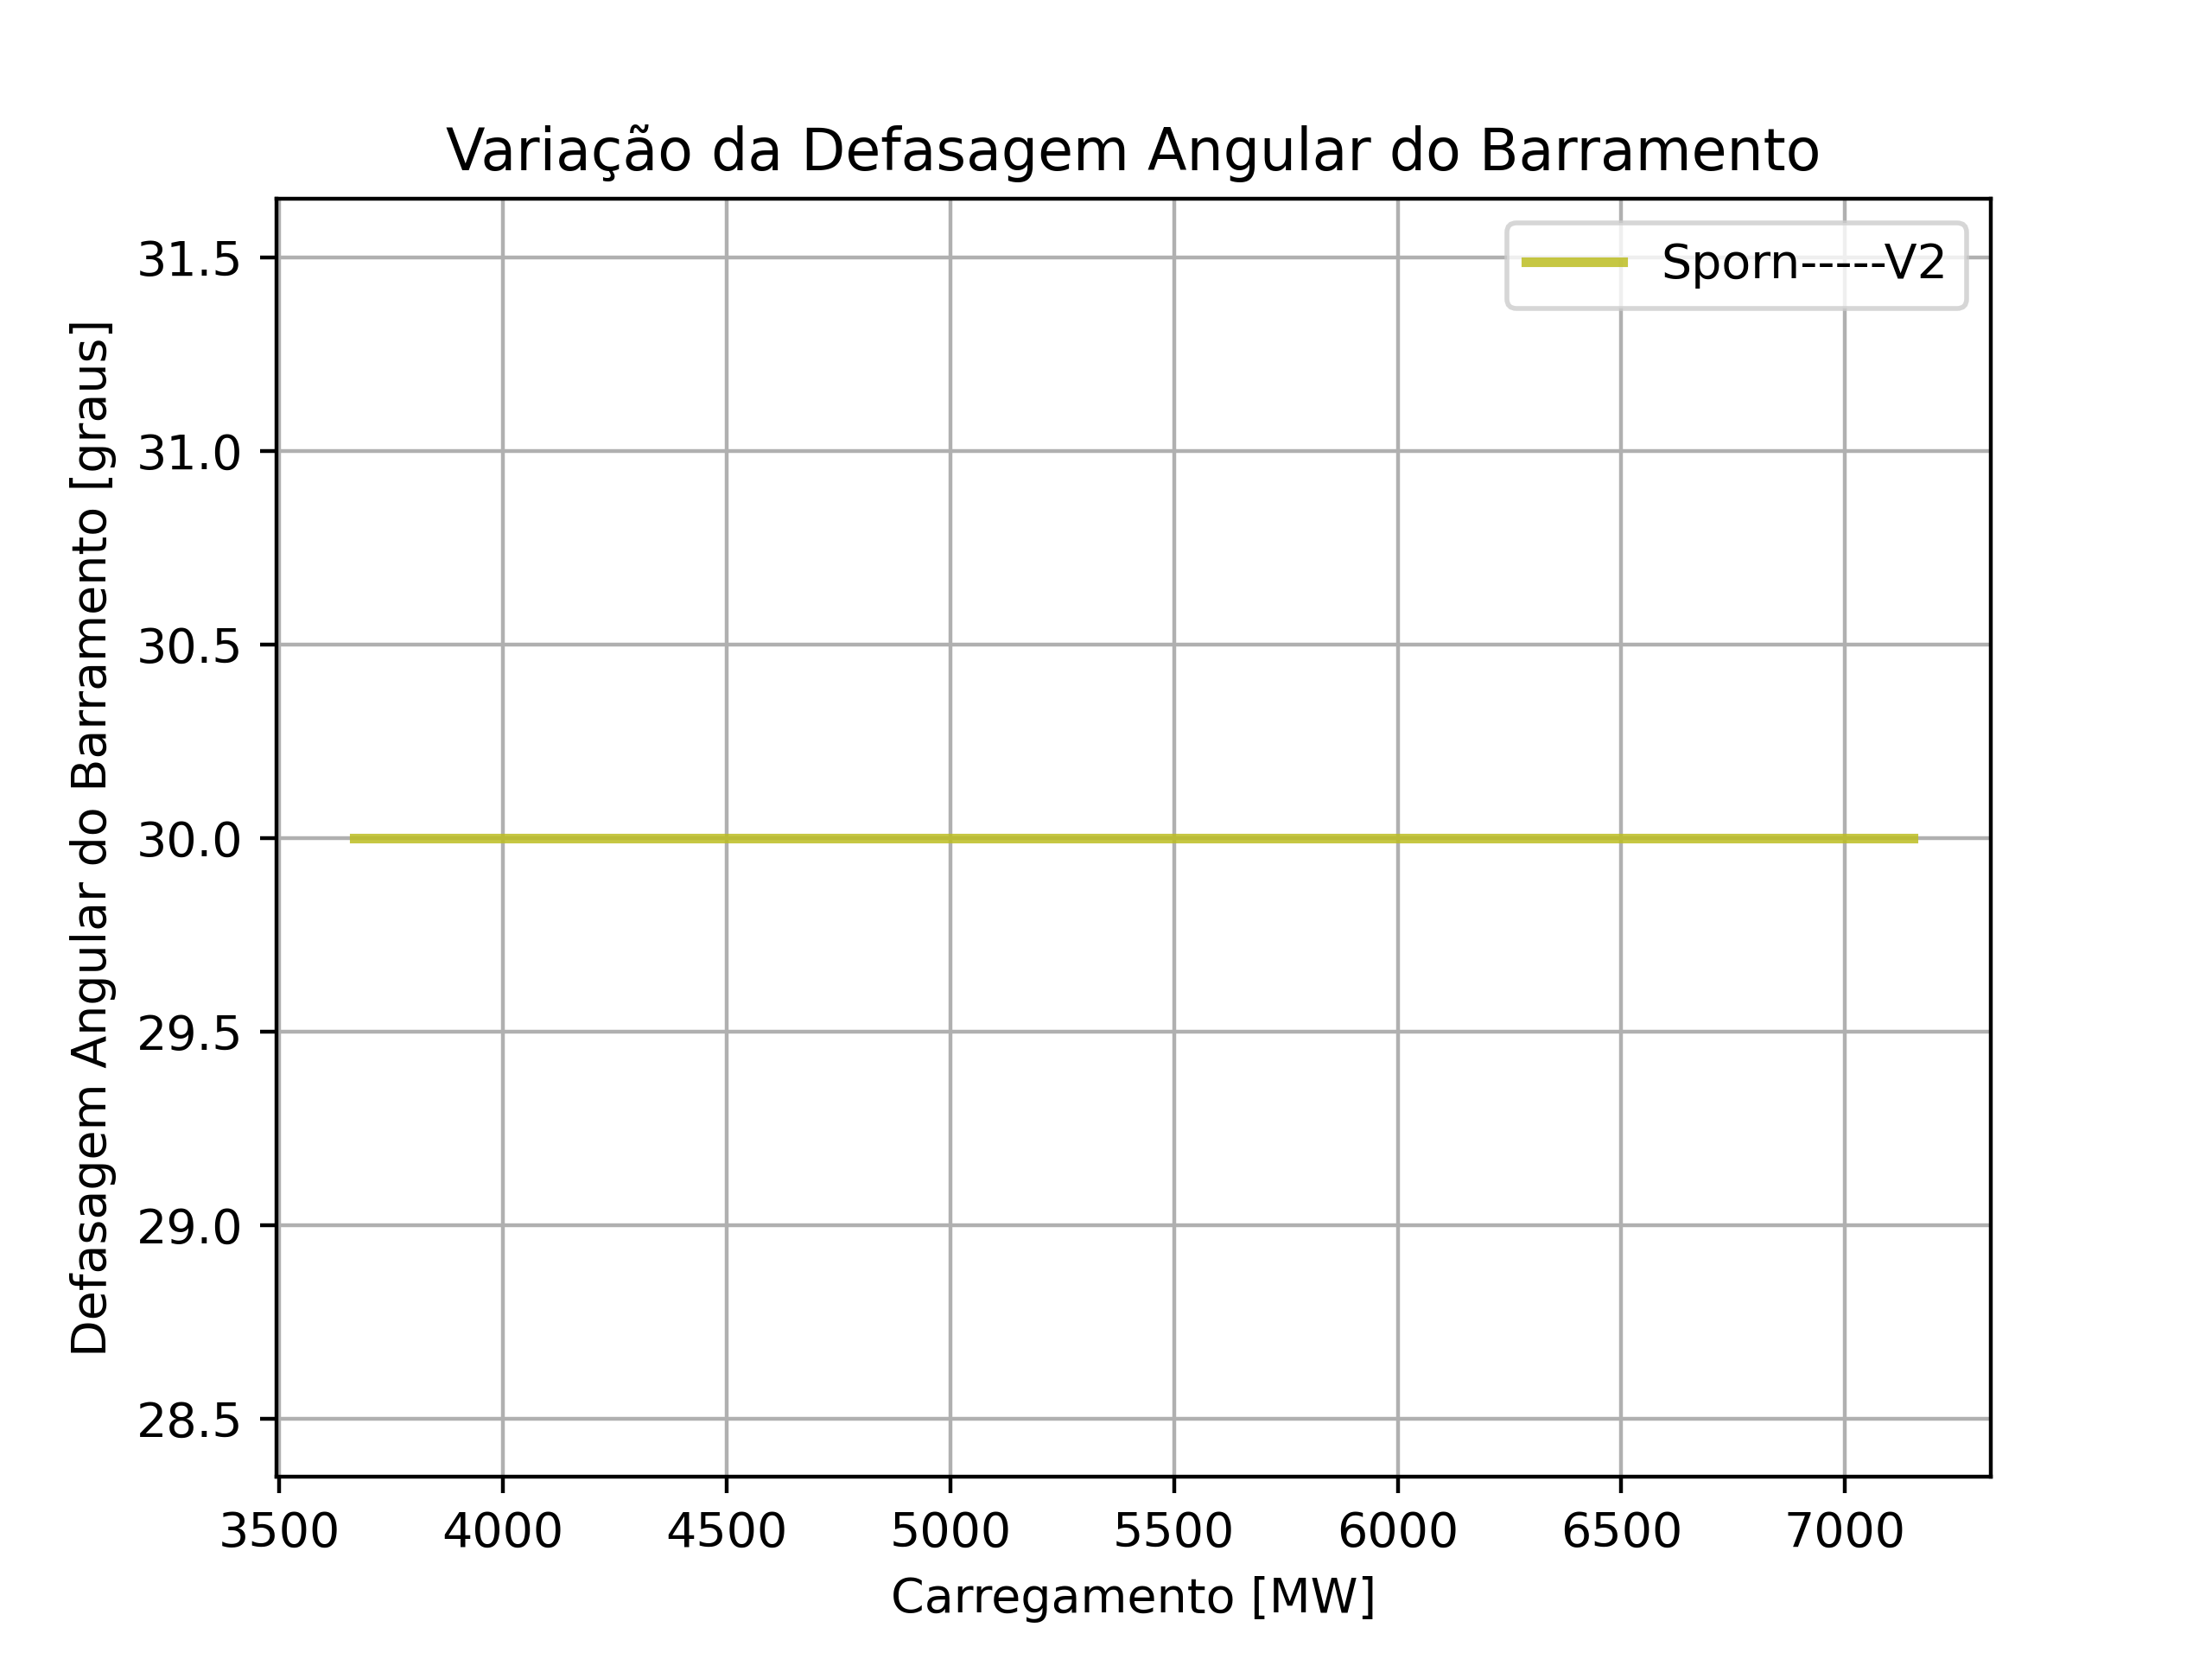 Variação da Defasagem Angular do Barramento
Sporn-----V2
Defasagem Angular do Barramento [graus]
31.5
31.0
30.5
30.0
29.5
29.0
28.5
3500 4000 4500 5000 5500 6000 6500 7000
Carregamento [MW]